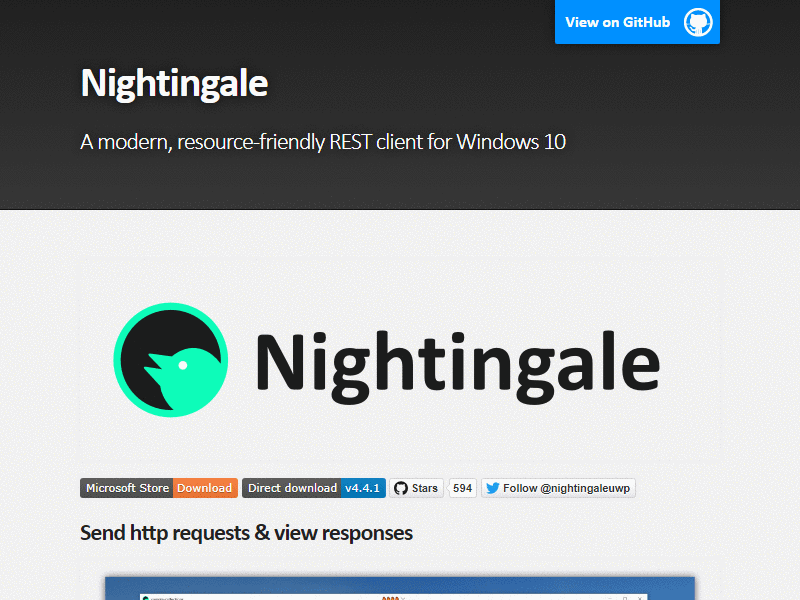 View on GitHub
Nightingale
A modern, resource-friendly REST client for Windows 10
Nightingale
Microsoft Store Download Direct download v4.4.1 Stars 594 Follow @nightingaleuwp
Send http requests & view responses